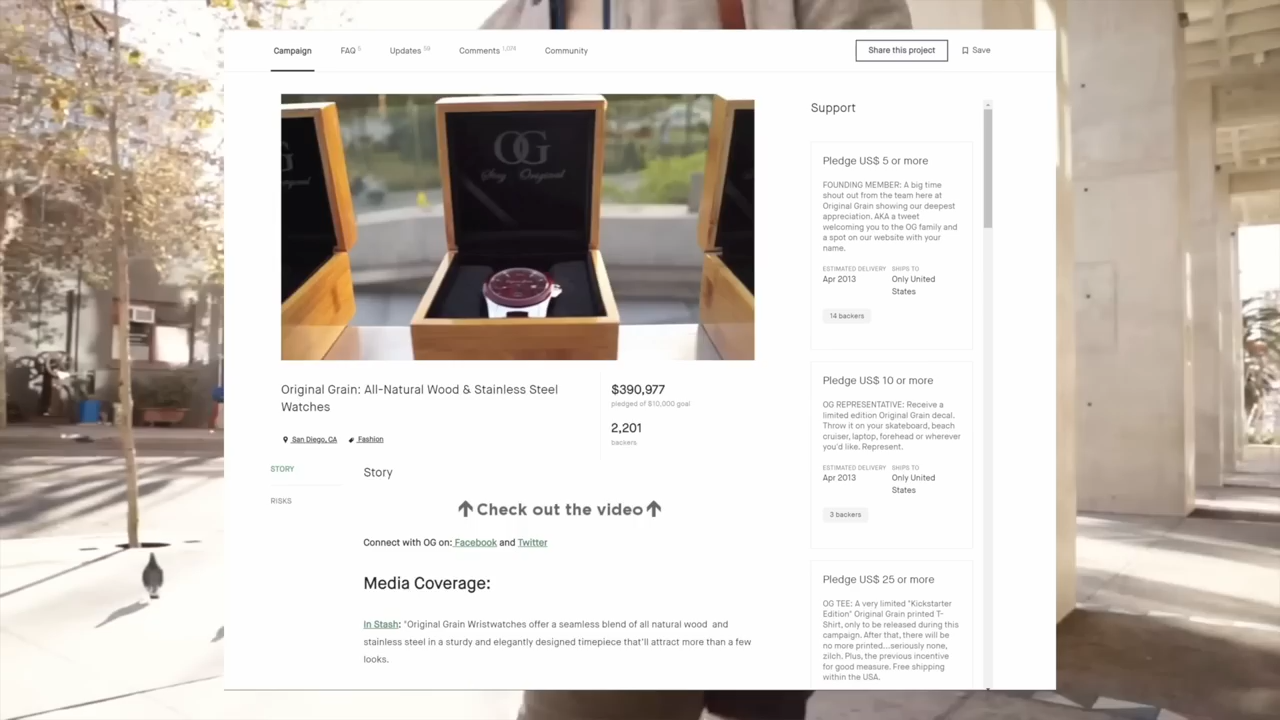 Campaign
FAQ 5
Updates 59
Comments 1,026
Community
Share this project
Save
OG
Stay Original
OG
Original Grain: All-Natural Wood & Stainless Steel
Watches
San Diego, CA
Fashion
$390,977
pledged of $10,000 goal
2,201
backers
STORY
RISKS
Story
Check out the video
Connect with OG on: Facebook and Twitter
Media Coverage:
In Stash: "Original Grain Wristwatches offer a seamless blend of all natural wood and
stainless steel in a sturdy and elegantly designed timepiece that'll attract more than a few
looks.
Support
Pledge US$ 5 or more
FOUNDING MEMBER: A big time
shout out from the team here at
Original Grain showing our deepest
appreciation. AKA a tweet
welcoming you to the OG family and
a spot on our website with your
name.
ESTIMATED DELIVERY
SHIPS TO
Apr 2013
Only United
States
14 backers
Pledge US$ 10 or more
OG REPRESENTATIVE: Receive a
limited edition Original Grain decal.
Throw it on your skateboard, beach
cruiser, laptop, forehead or wherever
you'd like. Represent.
ESTIMATED DELIVERY
SHIPS TO
Apr 2013
Only United
States
3 backers
Pledge US$ 25 or more
OG TEE: A very limited "Kickstarter
Edition" Original Grain printed T-
Shirt, only to be released during this
campaign. After that, there will be
no more printed...seriously none,
zilch. Plus, the previous incentive
for good measure. Free shipping
within the USA.